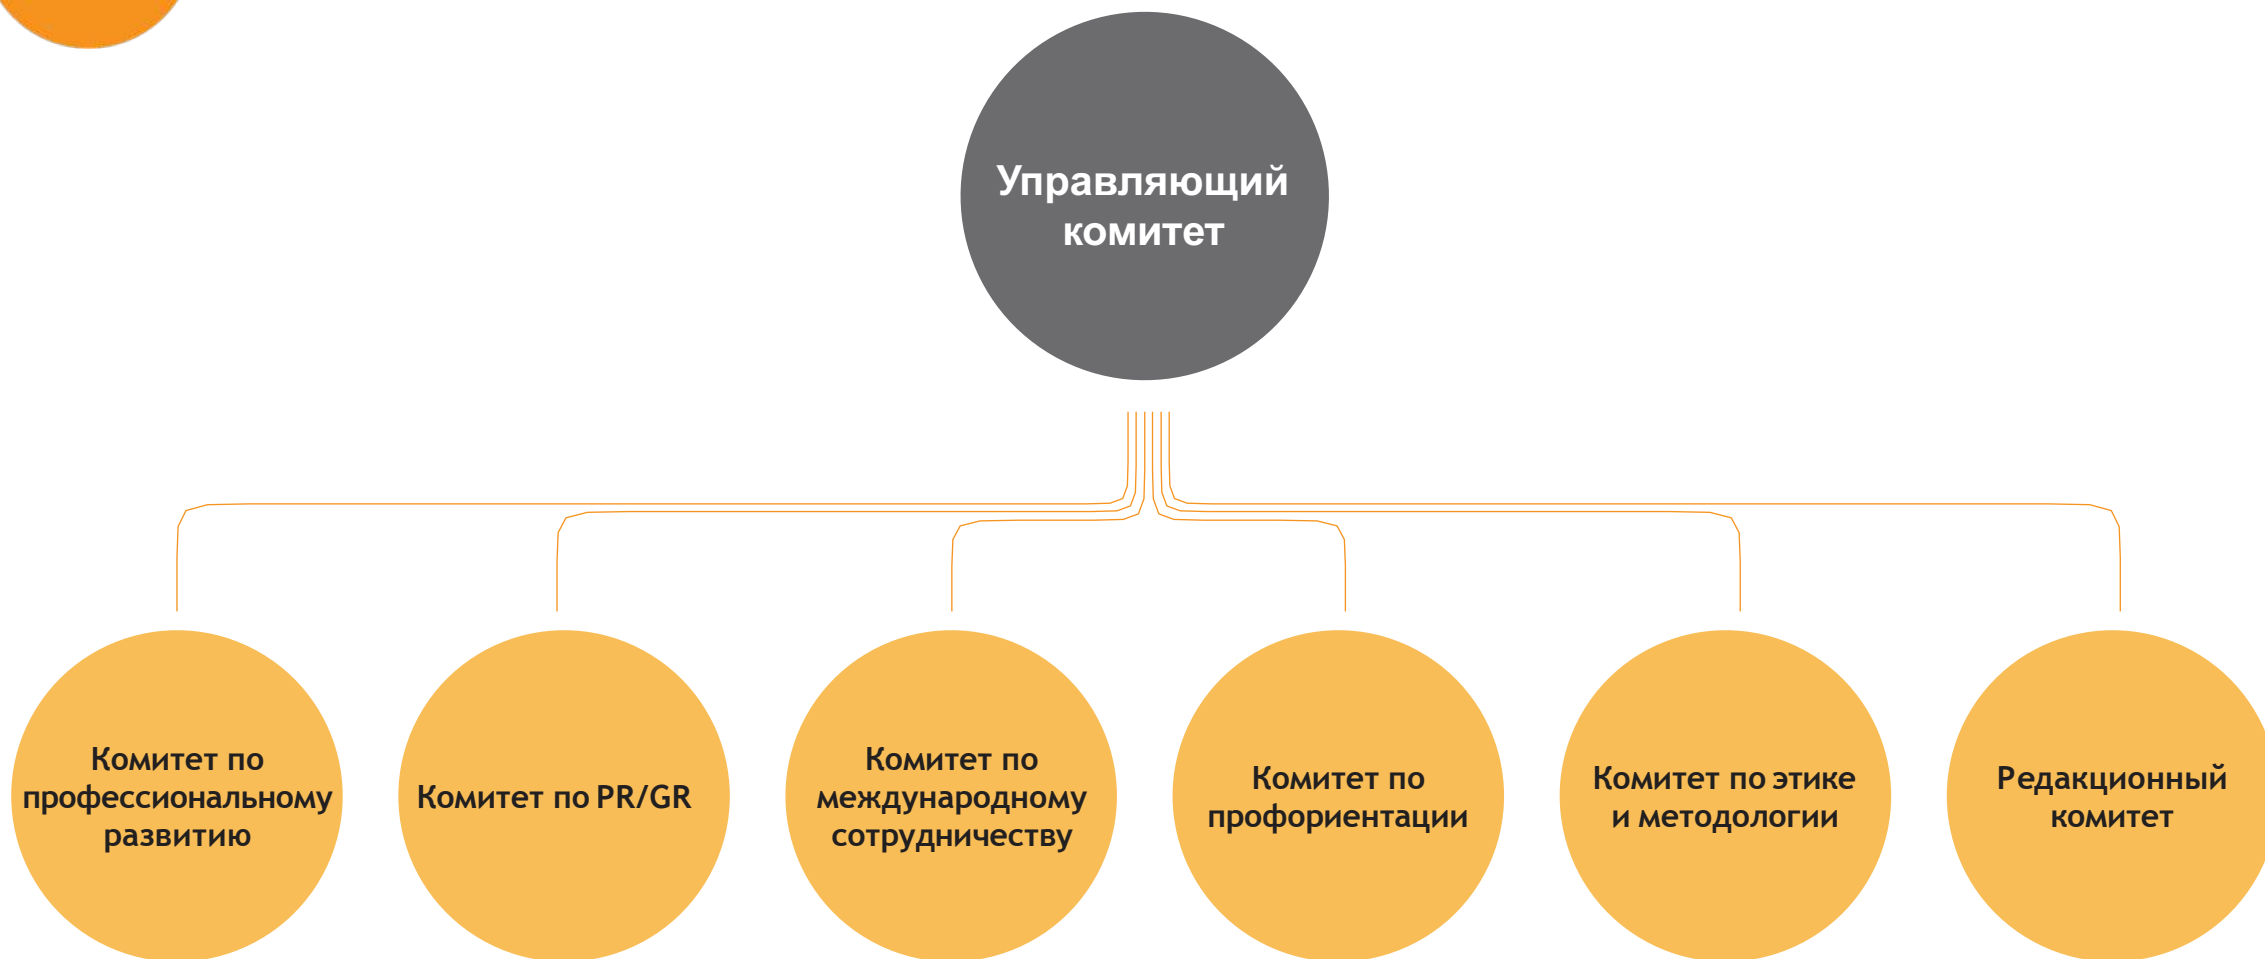 Управляющий
комитет
Комитет по
профессиональному
развитию
Комитет по PR/GR
Комитет по
международному
сотрудничеству
Комитет по
профориентации
Комитет по этике
и методологии
Редакционный
комитет